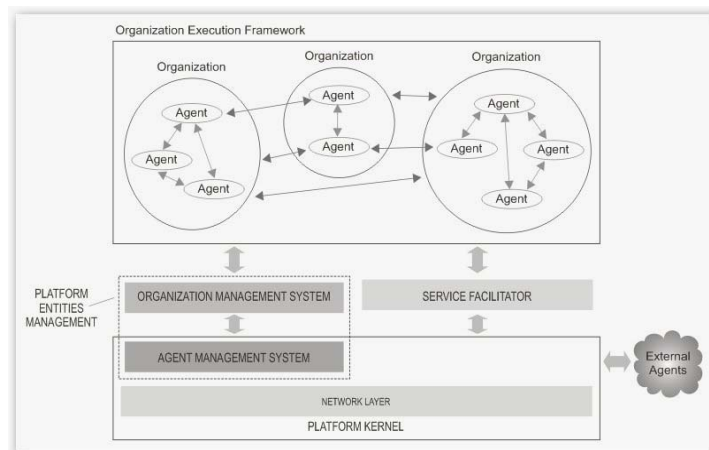 Organization Execution Framework
Organization
Organization
Organization
Agent
Agent
Agent
Agent
Agent
Agent
Agent
Agent
Agent
PLATFORM
ENTITIES
MANAGEMENT
ORGANIZATION MANAGEMENT SYSTEM
SERVICE FACILITATOR
AGENT MANAGEMENT SYSTEM
External
Agents
NETWORK LAYER
PLATFORM KERNEL